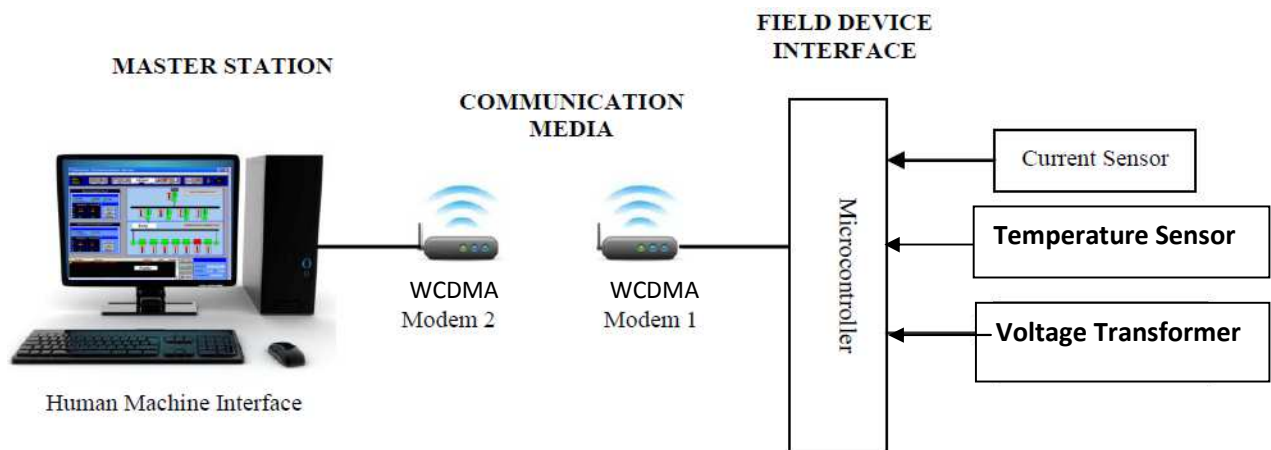 FIELD DEVICE
INTERFACE
MASTER STATION
COMMUNICATION
MEDIA
Current Sensor
Temperature Sensor
Microcontroller
Voltage Transformer
WCDMA
Modem 2
WCDMA
Modem 1
Human Machine Interface